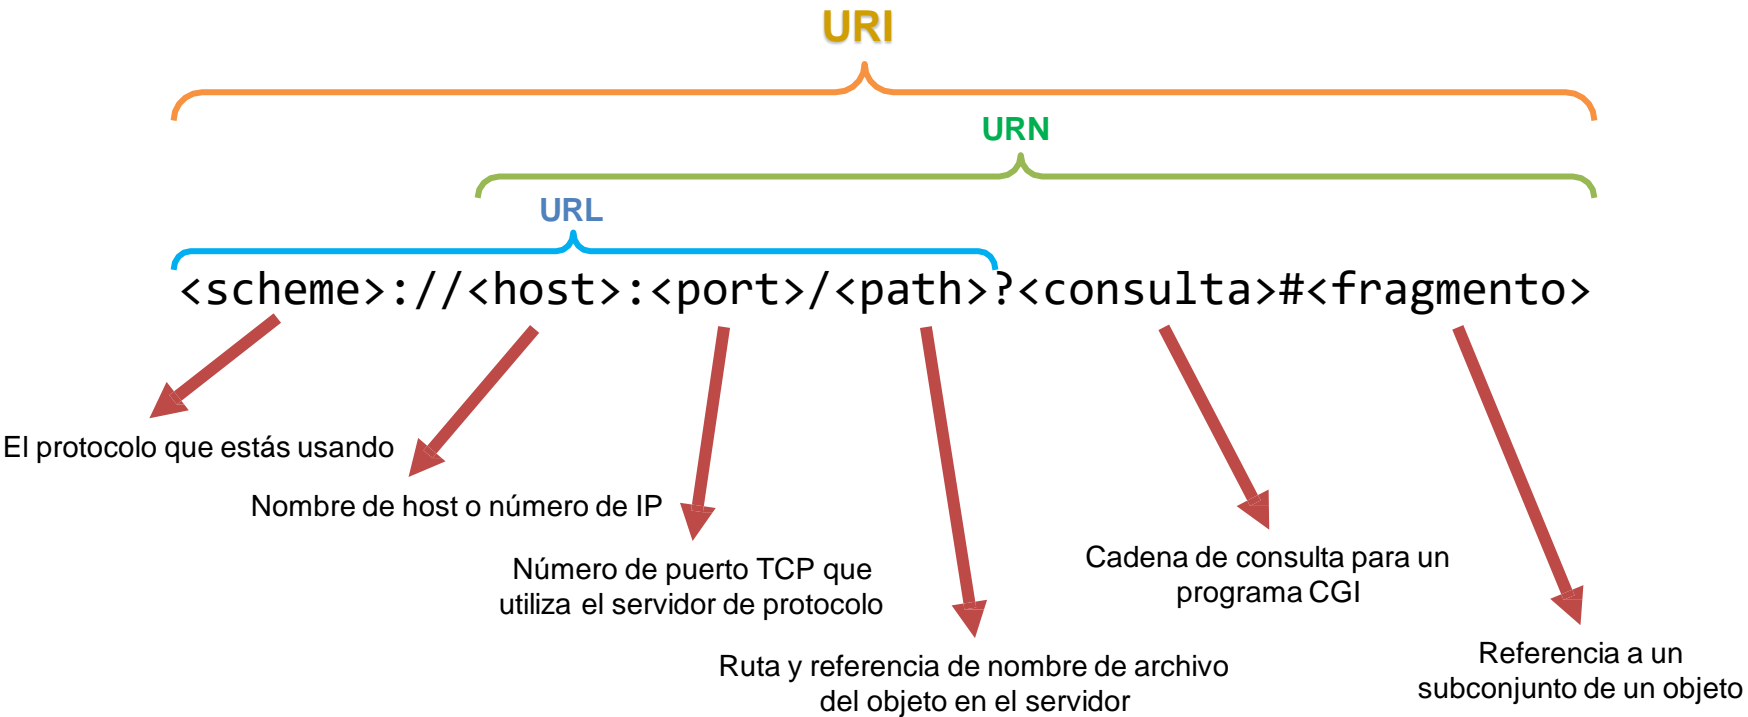 URI
URN
URL
<scheme>://<host>:<port>/<path>?<consulta>#<fragmento>
El protocolo que estás usando
Nombre de host o número de IP
Número de puerto TCP que
utiliza el servidor de protocolo
Ruta y referencia de nombre de archivo
del objeto en el servidor
Cadena de consulta para un
programa CGI
Referencia a un
subconjunto de un objeto